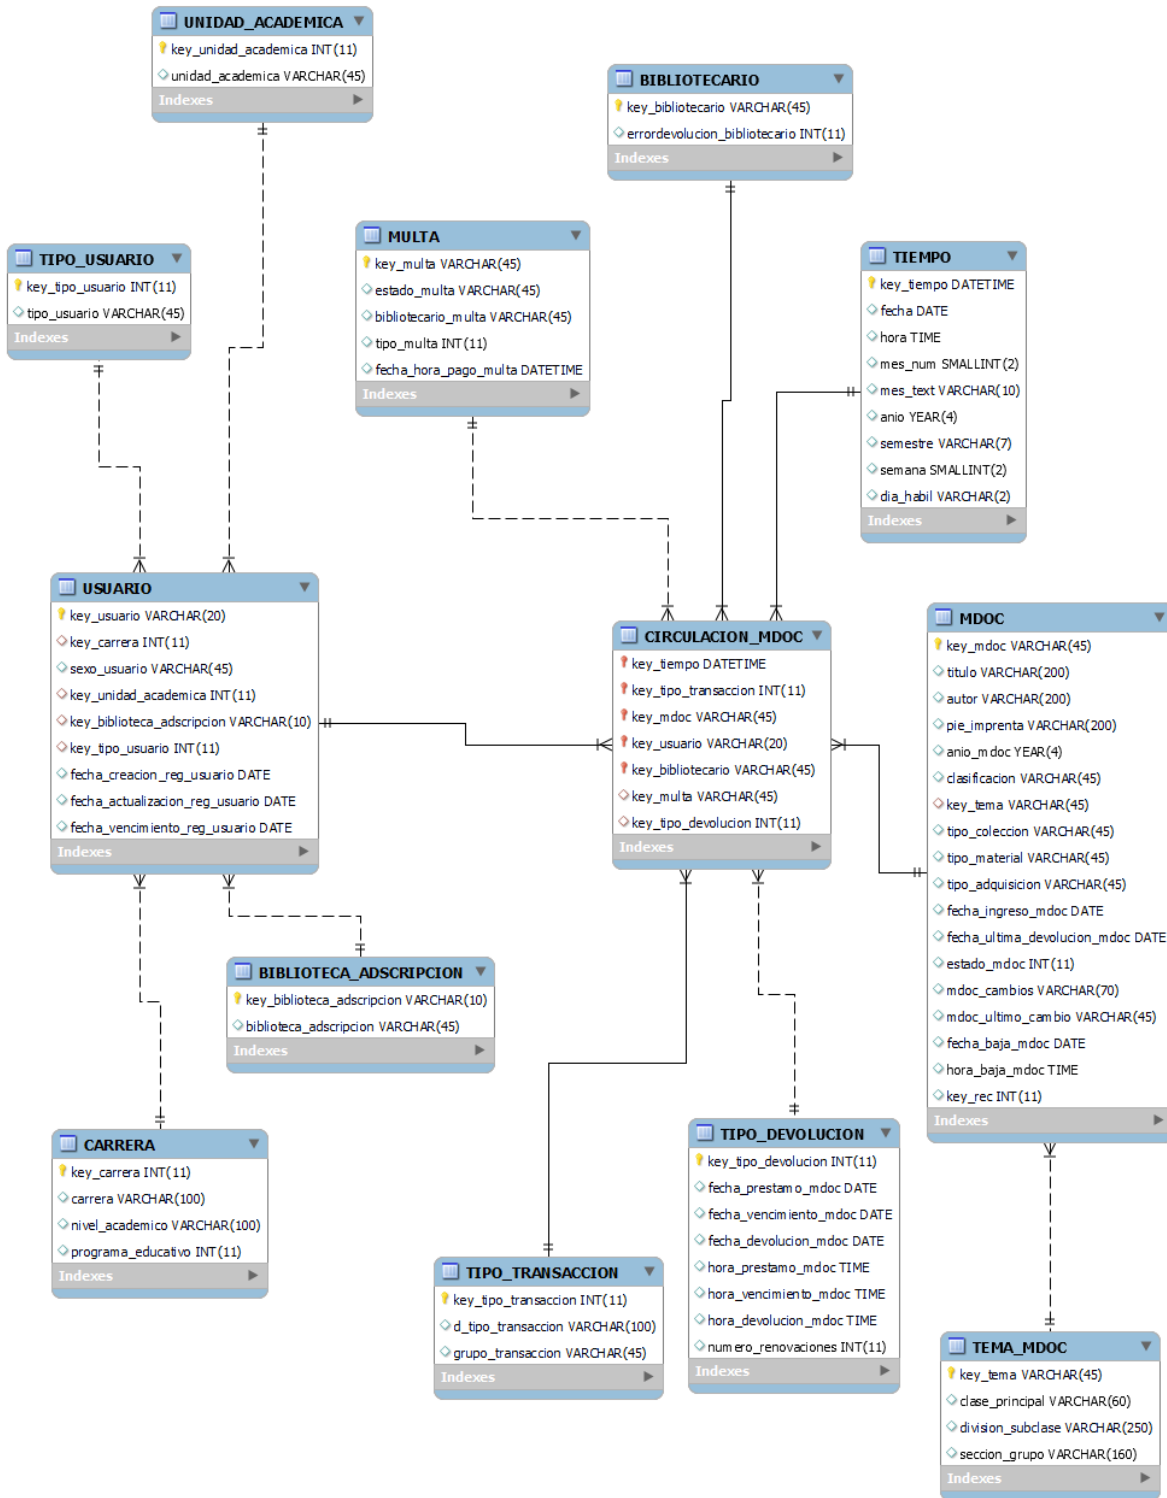 UNIDAD_ACADEMICA
key_unidad_academica INT(11)
unidad_academica VARCHAR(45)
Indexes
BIBLIOTECARIO
key_bibliotecario VARCHAR(45)
errordevolucion_bibliotecario INT(11)
Indexes
TIPO_USUARIO
key_tipo_usuario INT(11)
tipo_usuario VARCHAR(45)
Indexes
MULTA
key_multa VARCHAR(45)
estado_multa VARCHAR(45)
bibliotecario_multa VARCHAR(45)
tipo_multa INT(11)
fecha_hora_pago_multa DATETIME
Indexes
TIEMPO
key_tiempo DATETIME
fecha DATE
hora TIME
mes_num SMALLINT(2)
mes_text VARCHAR(10)
anio YEAR(4)
semestre VARCHAR(7)
semana SMALLINT(2)
dia_habil VARCHAR(2)
Indexes
USUARIO
key_usuario VARCHAR(20)
key_carrera INT(11)
sexo_usuario VARCHAR(45)
key_unidad_academica INT(11)
key_biblioteca_adscripcion VARCHAR(10)
key_tipo_usuario INT(11)
fecha_creacion_reg_usuario DATE
fecha_actualizacion_reg_usuario DATE
fecha_vencimiento_reg_usuario DATE
Indexes
CIRCULACION_MDOC
key_tiempo DATETIME
key_tipo_transaccion INT(11)
key_mdoc VARCHAR(45)
key_usuario VARCHAR(20)
key_bibliotecario VARCHAR(45)
key_multa VARCHAR(45)
key_tipo_devolucion INT(11)
Indexes
MDOC
key_mdoc VARCHAR(45)
titulo VARCHAR(200)
autor VARCHAR(200)
pie_imprenta VARCHAR(200)
anio_mdoc YEAR(4)
clasificacion VARCHAR(45)
key_tema VARCHAR(45)
tipo_coleccion VARCHAR(45)
tipo_material VARCHAR(45)
tipo_adquisicion VARCHAR(45)
fecha_ingreso_mdoc DATE
fecha_ultima_devolucion_mdoc DATE
estado_mdoc INT(11)
mdoc_cambios VARCHAR(70)
mdoc_ultimo_cambio VARCHAR(45)
fecha_baja_mdoc DATE
hora_baja_mdoc TIME
key_rec INT(11)
Indexes
BIBLIOTECA_ADSCRIPCION
key_biblioteca_adscripcion VARCHAR(10)
biblioteca_adscripcion VARCHAR(45)
Indexes
CARRERA
key_carrera INT(11)
carrera VARCHAR(100)
nivel_academico VARCHAR(100)
programa_educativo INT(11)
Indexes
TIPO_DEVOLUCION
key_tipo_devolucion INT(11)
fecha_prestamo_mdoc DATE
fecha_vencimiento_mdoc DATE
fecha_devolucion_mdoc DATE
hora_prestamo_mdoc TIME
hora_vencimiento_mdoc TIME
hora_devolucion_mdoc TIME
numero_renovaciones INT(11)
Indexes
TIPO_TRANSACCION
key_tipo_transaccion INT(11)
d_tipo_transaccion VARCHAR(100)
grupo_transaccion VARCHAR(45)
Indexes
TEMA_MDOC
key_tema VARCHAR(45)
clase_principal VARCHAR(60)
division_subclase VARCHAR(250)
seccion_grupo VARCHAR(160)
Indexes